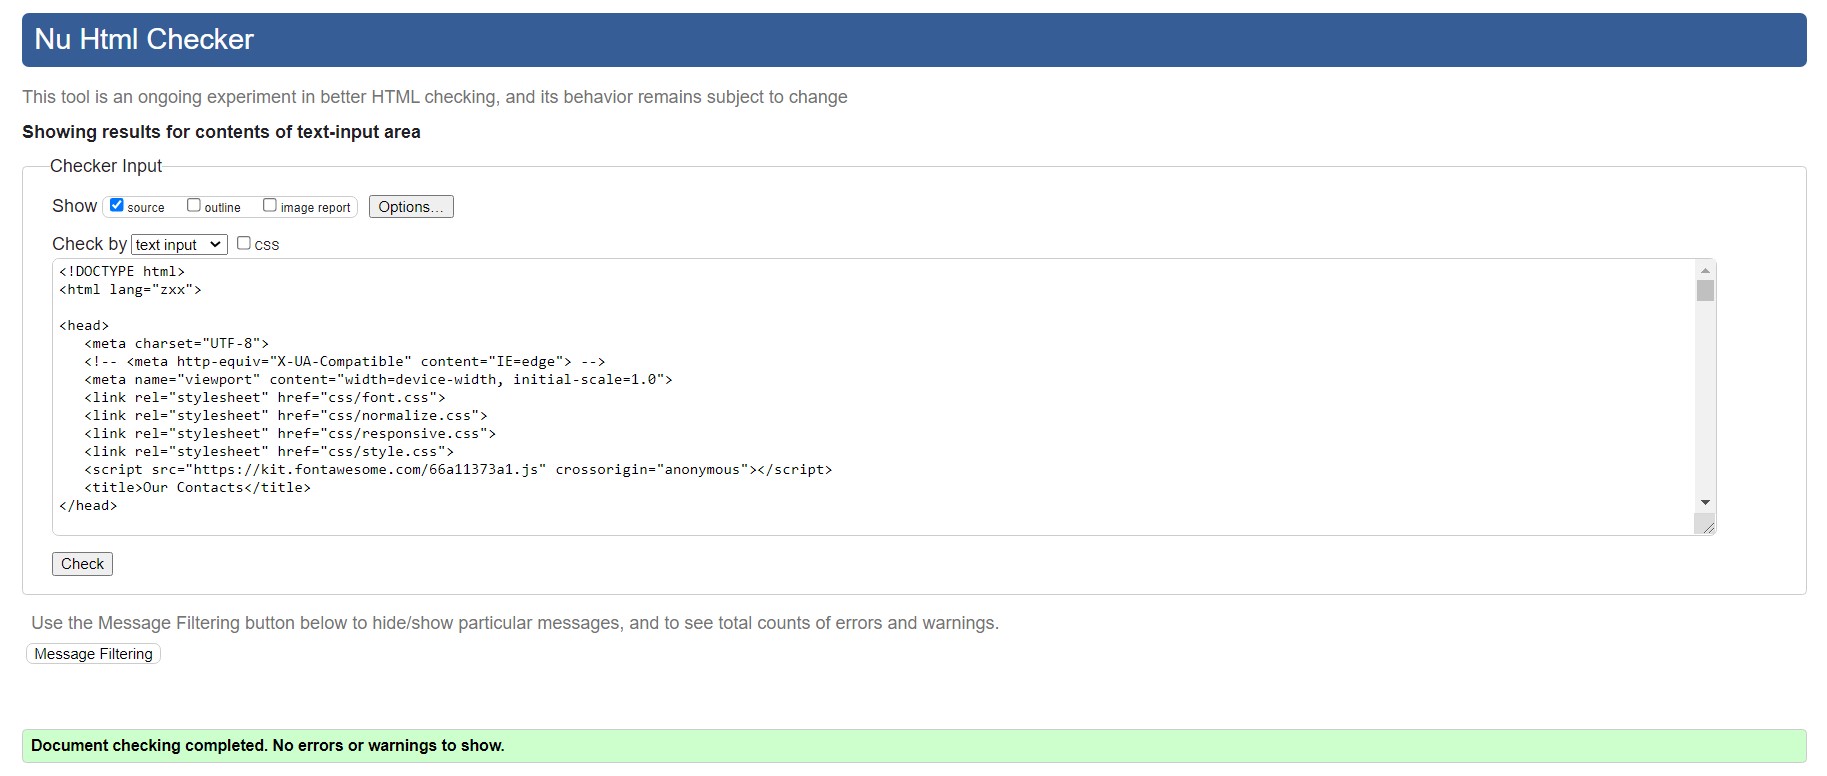 Nu Html Checker
This tool is an ongoing experiment in better HTML checking, and its behavior remains subject to change
Showing results for contents of text-input area
Checker Input
Show source outline image report Options...
Check by text input css
<!DOCTYPE html>
<html lang="zxx">
<head>
<meta charset="UTF-8">
<!-- <meta http-equiv="X-UA-Compatible" content="IE=edge"> -->
<meta name="viewport" content="width=device-width, initial-scale=1.0">
<link rel="stylesheet" href="css/font.css">
<link rel="stylesheet" href="css/normalize.css">
<link rel="stylesheet" href="css/responsive.css">
<link rel="stylesheet" href="css/style.css">
<script src="https://kit.fontawesome.com/66a11373a1.js" crossorigin="anonymous"></script>
<title>Our Contacts</title>
</head>
Check
Use the Message Filtering button below to hide/show particular messages, and to see total counts of errors and warnings.
Message Filtering
Document checking completed. No errors or warnings to show.